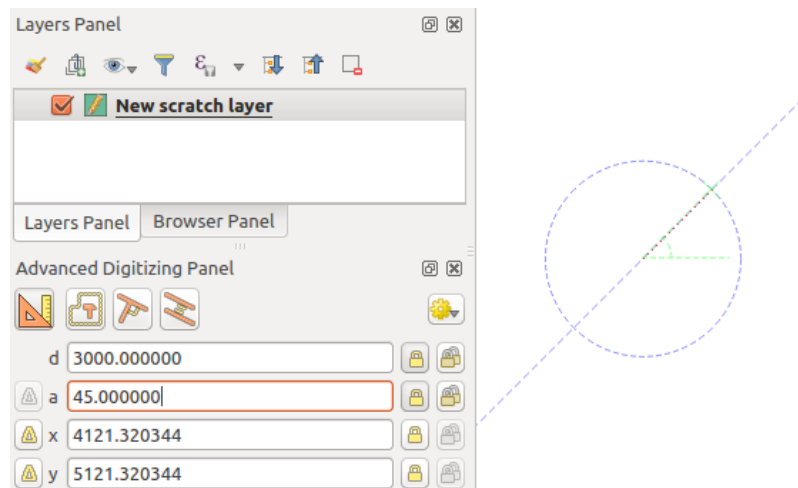 Layers Panel
New scratch layer
Layers Panel Browser Panel
Advanced Digitizing Panel
d 3000.000000
a 45.000000
x 4121.320344
y 5121.320344